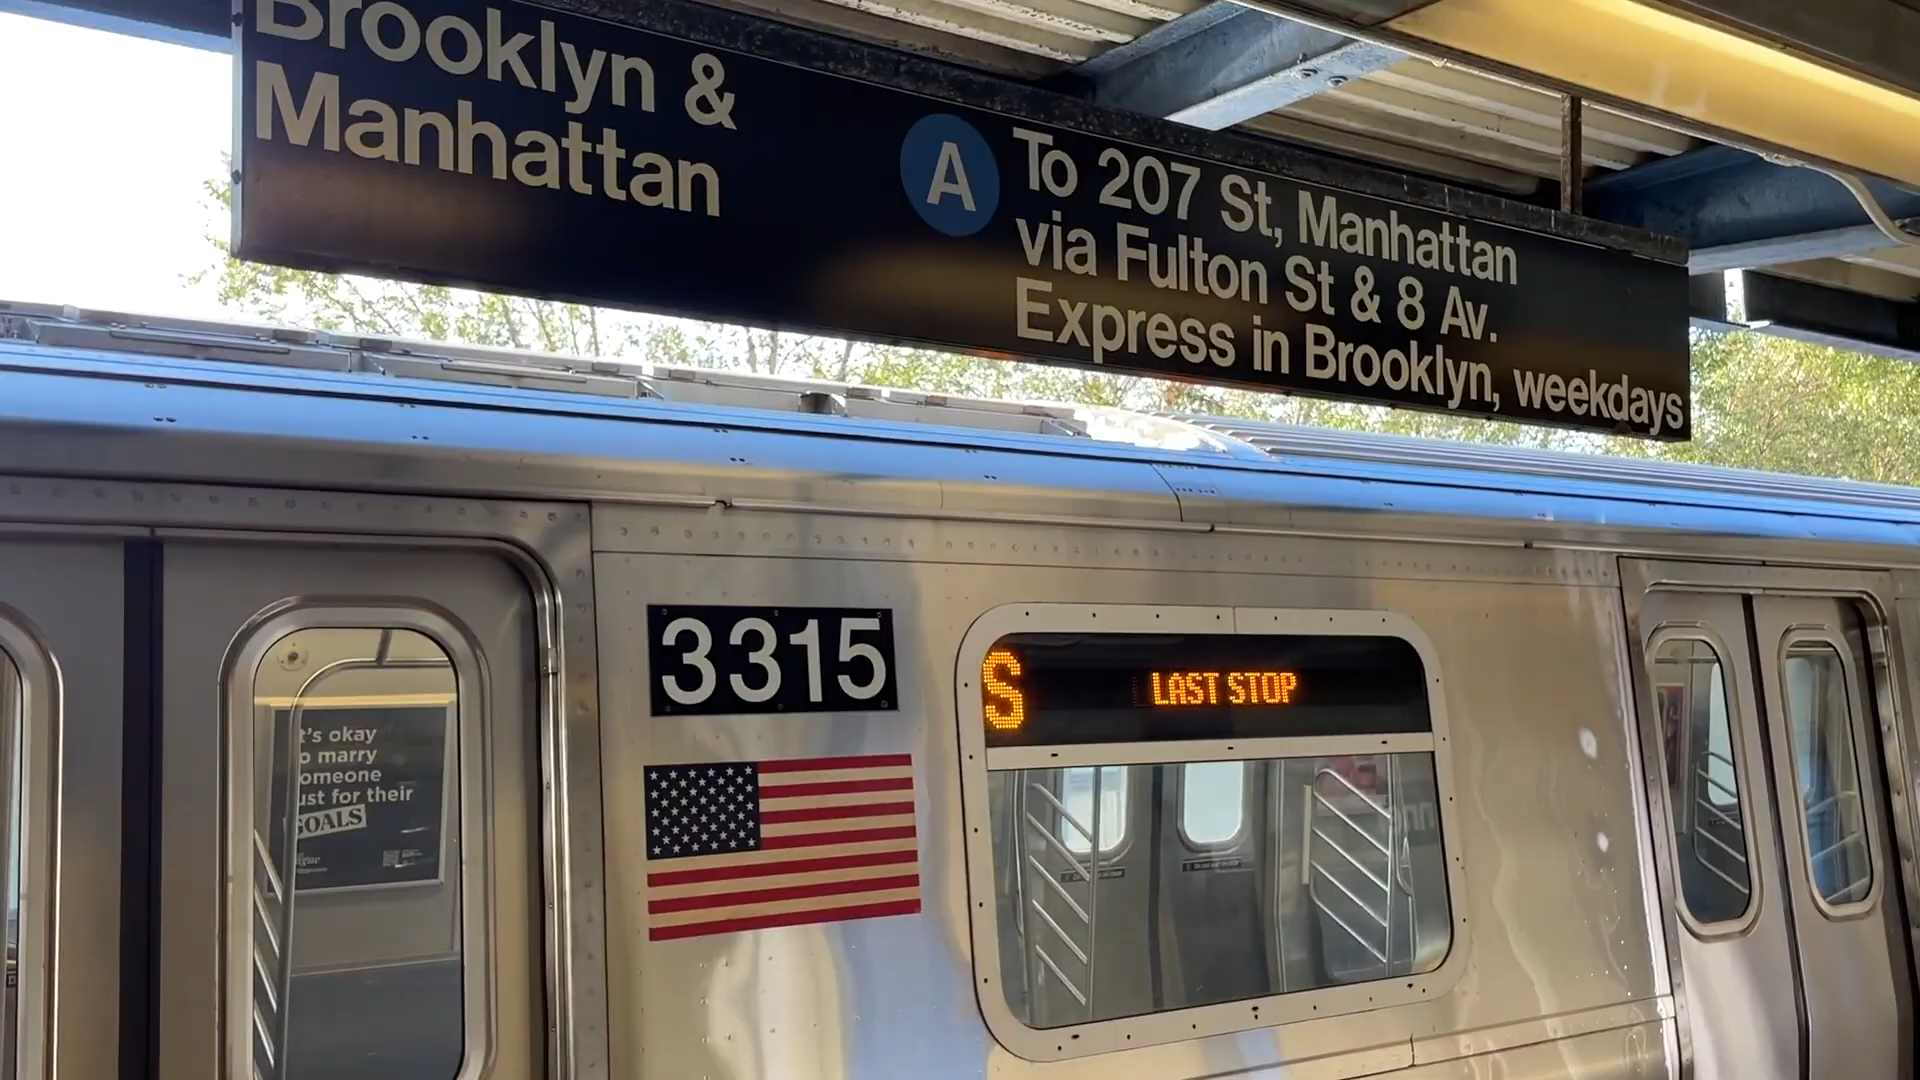 Brooklyn &
Manhattan
A
To 207 St, Manhattan
via Fulton St & 8 Av.
Express in Brooklyn, weekdays
3315
S LAST STOP
t's okay
o marry
omeone
ust for their
GOALS